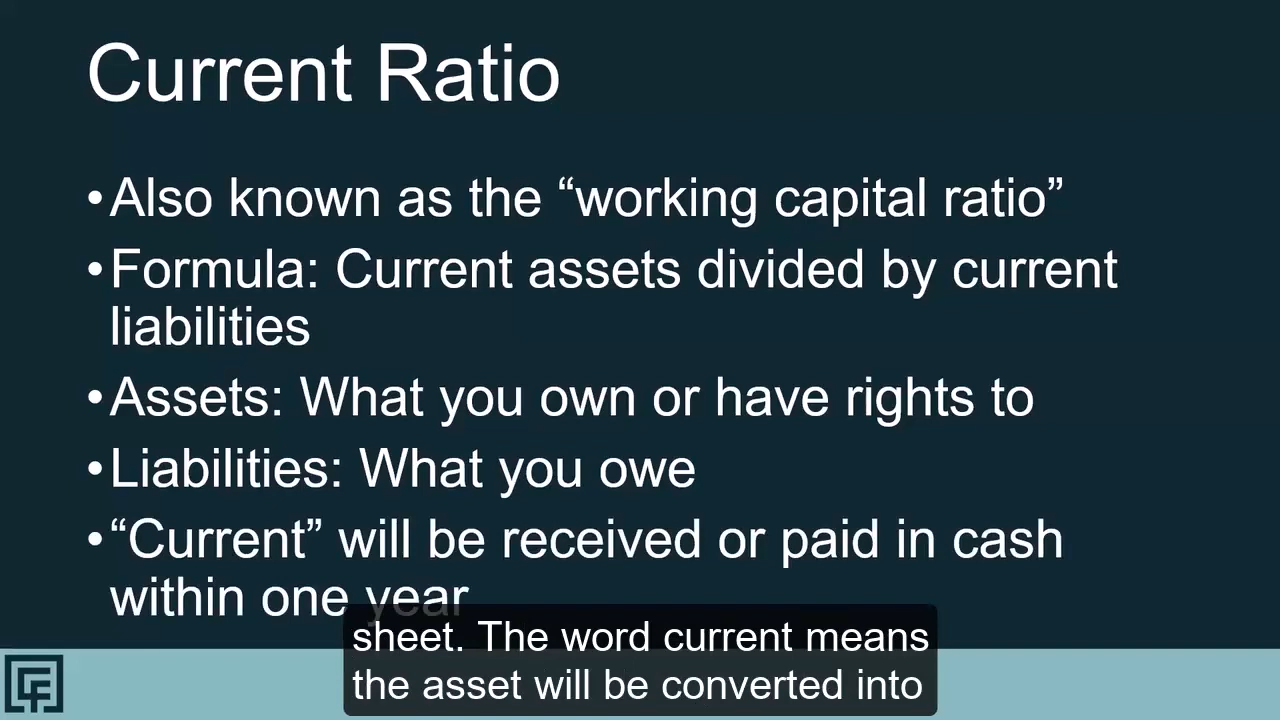 Current Ratio
•Also known as the “working capital ratio”
•Formula: Current assets divided by current
liabilities
•Assets: What you own or have rights to
•Liabilities: What you owe
•“Current” will be received or paid in cash
within one year
sheet. The word current means
the asset will be converted into